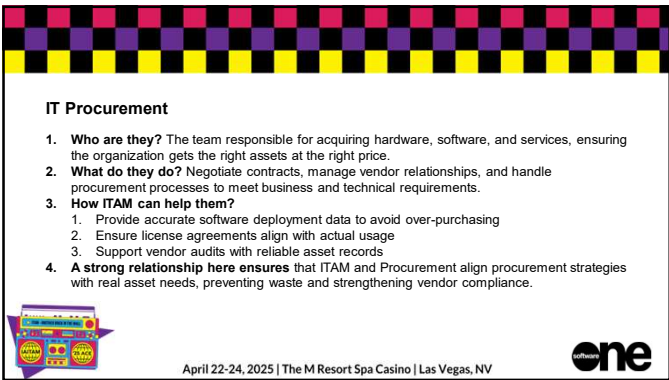 IT Procurement
1. Who are they? The team responsible for acquiring hardware, software, and services, ensuring
the organization gets the right assets at the right price.
2. What do they do? Negotiate contracts, manage vendor relationships, and handle
procurement processes to meet business and technical requirements.
3. How ITAM can help them?
1. Provide accurate software deployment data to avoid over-purchasing
2. Ensure license agreements align with actual usage
3. Support vendor audits with reliable asset records
4. A strong relationship here ensures that ITAM and Procurement align procurement strategies
with real asset needs, preventing waste and strengthening vendor compliance.
IAITAM
'25 ACE
April 22-24, 2025 | The M Resort Spa Casino | Las Vegas, NV
software one